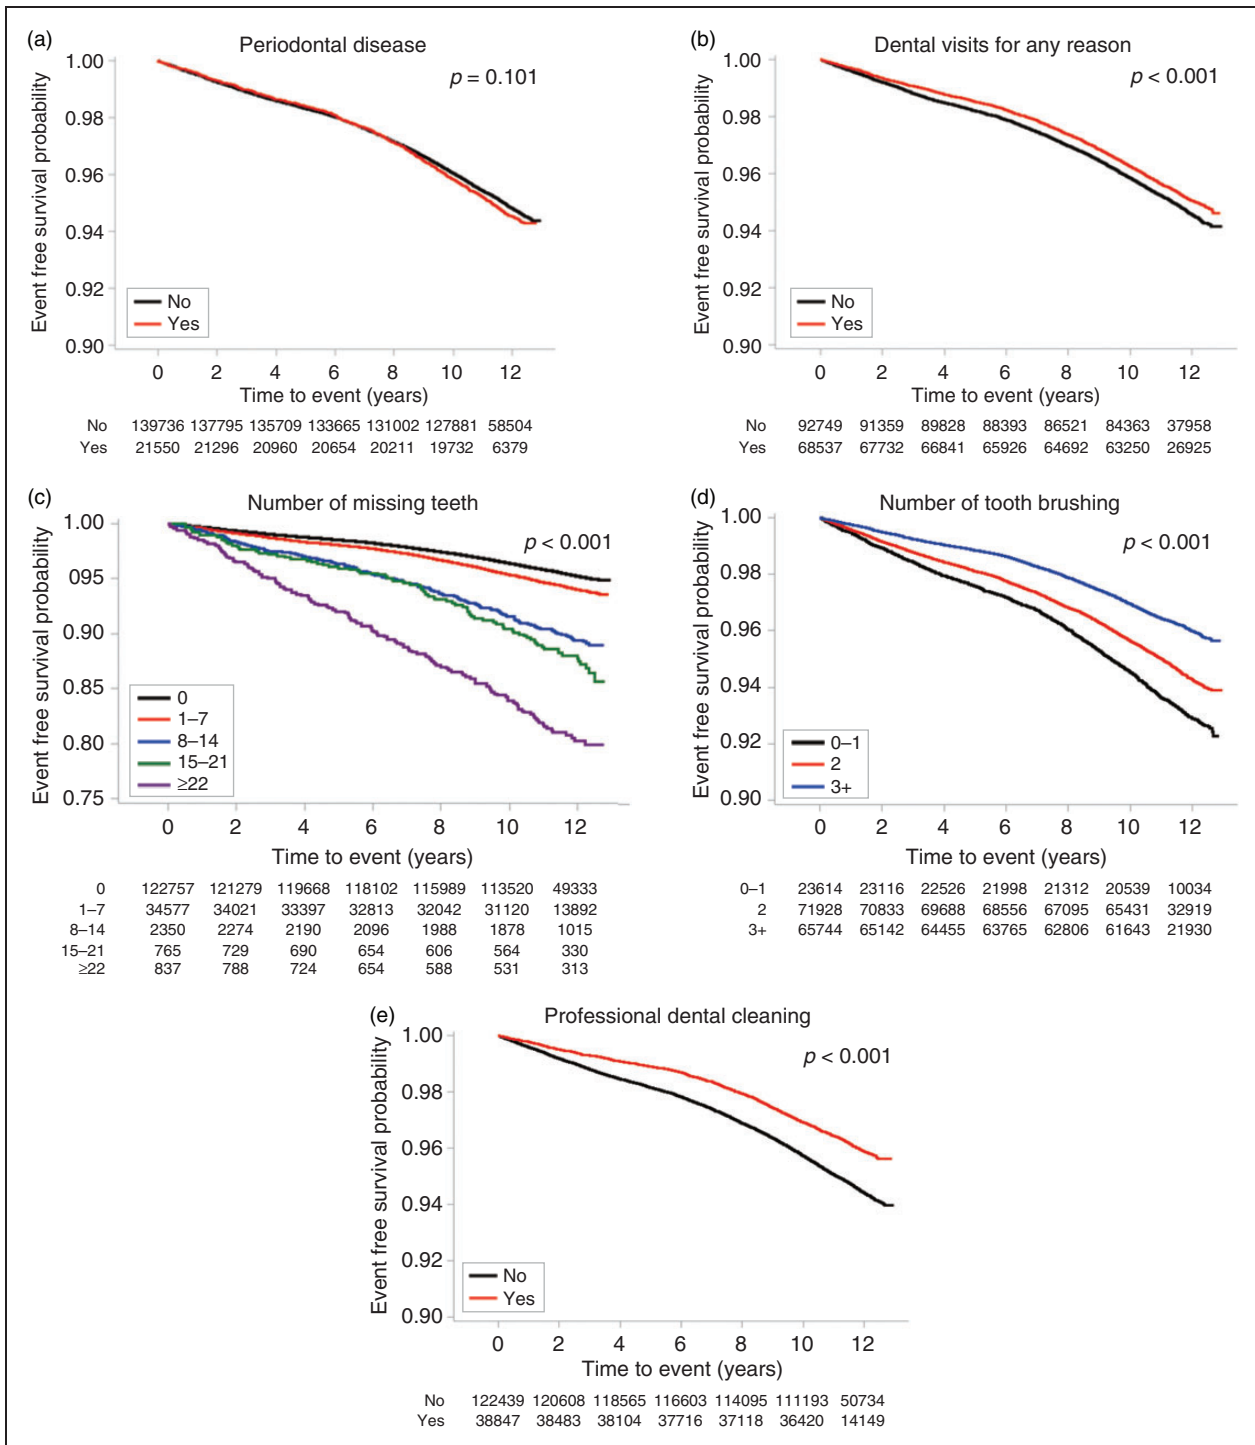 (a)
Periodontal disease
p = 0.101
Event free survival probability
1.00
0.98
0.96
0.94
0.92
0.90
No
Yes
0 2 4 6 8 10 12
Time to event (years)
No 139736 137795 135709 133665 131002 127881 58504
Yes 21550 21296 20960 20654 20211 19732 6379
(b)
Dental visits for any reason
p < 0.001
Event free survival probability
1.00
0.98
0.96
0.94
0.92
0.90
No
Yes
0 2 4 6 8 10 12
Time to event (years)
No 92749 91359 89828 88393 86521 84363 37958
Yes 68537 67732 66841 65926 64692 63250 26925
(c)
Number of missing teeth
p < 0.001
Event free survival probability
1.00
095
0.90
0.85
0.80
0.75
0
1–7
8–14
15–21
≥22
0 2 4 6 8 10 12
Time to event (years)
0 122757 121279 119668 118102 115989 113520 49333
1–7 34577 34021 33397 32813 32042 31120 13892
8–14 2350 2274 2190 2096 1988 1878 1015
15–21 765 729 690 654 606 564 330
≥22 837 788 724 654 588 531 313
(d)
Number of tooth brushing
p < 0.001
Event free survival probability
1.00
0.98
0.96
0.94
0.92
0.90
0–1
2
3+
0 2 4 6 8 10 12
Time to event (years)
0–1 23614 23116 22526 21998 21312 20539 10034
2 71928 70833 69688 68556 67095 65431 32919
3+ 65744 65142 64455 63765 62806 61643 21930
(e)
Professional dental cleaning
p < 0.001
Event free survival probability
1.00
0.98
0.96
0.94
0.92
0.90
No
Yes
0 2 4 6 8 10 12
Time to event (years)
No 122439 120608 118565 116603 114095 111193 50734
Yes 38847 38483 38104 37716 37118 36420 14149